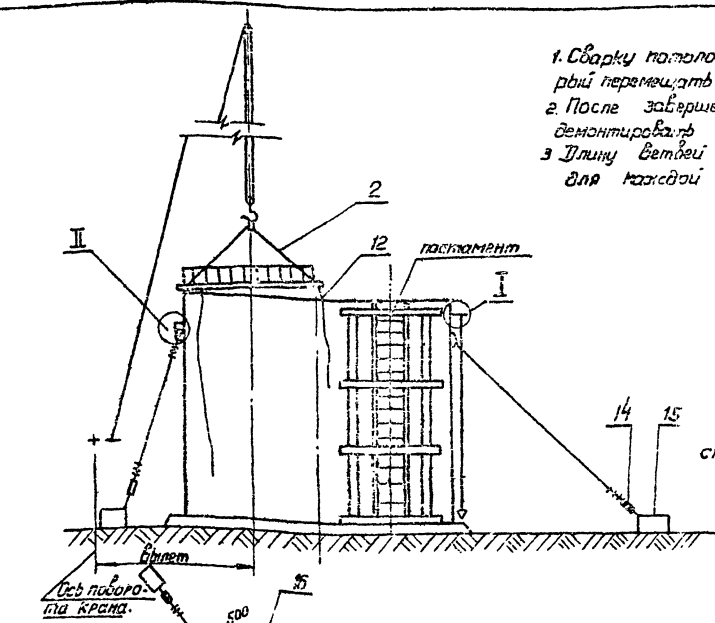 1. Сварку потоло
рый перемещать
2. После заверше
демонтировать
3 Длину ветвей
для каждой
2
II
12
постамент
I
14
15
вылет
Ось поворо-
та крана.
500